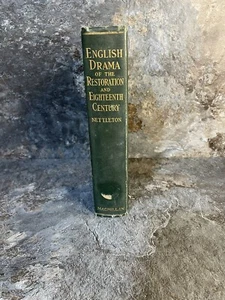 ENGLISH
DRAMA
OF THE
RESTORATION
AND
EIGHTEENTH
CENTURY
NETTLETON
MACMILLAN